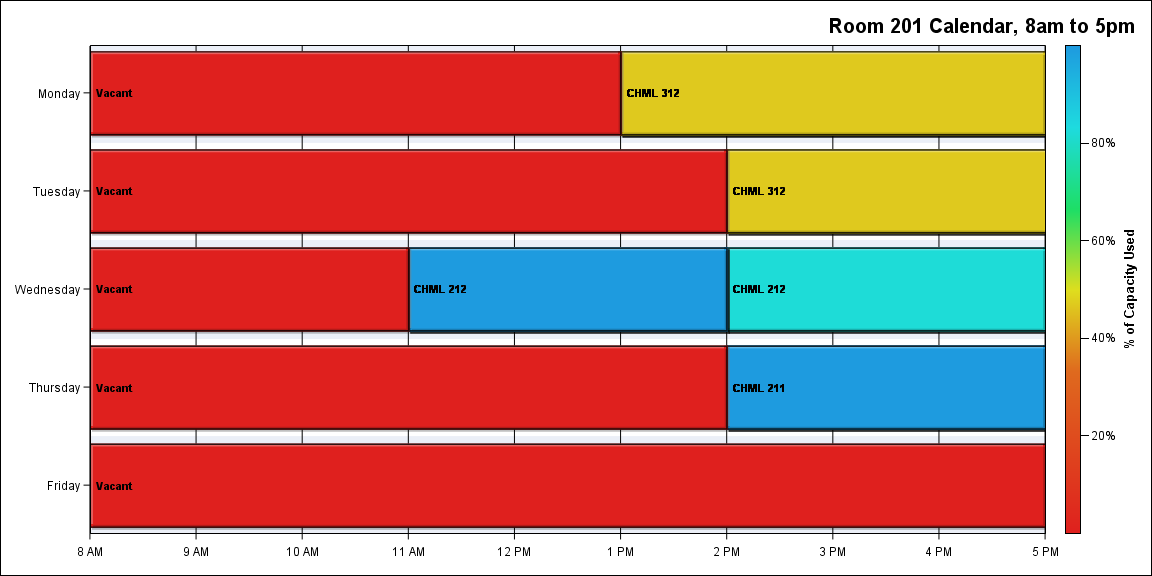 Room 201 Calendar, 8am to 5pm
Monday
Vacant
CHML 312
Tuesday
Vacant
CHML 312
Wednesday
Vacant
CHML 212
CHML 212
Thursday
Vacant
CHML 211
Friday
Vacant
8 AM
9 AM
10 AM
11 AM
12 PM
1 PM
2 PM
3 PM
4 PM
5 PM
80%
60%
40%
20%
% of Capacity Used